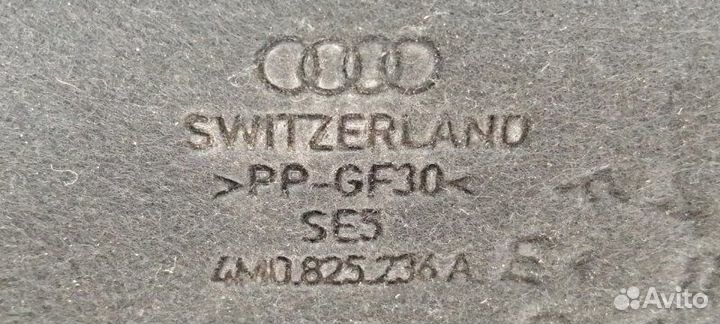 SWITZERLAND
>PP-GF30<
SE5
4M0.825.236 A E
Avito